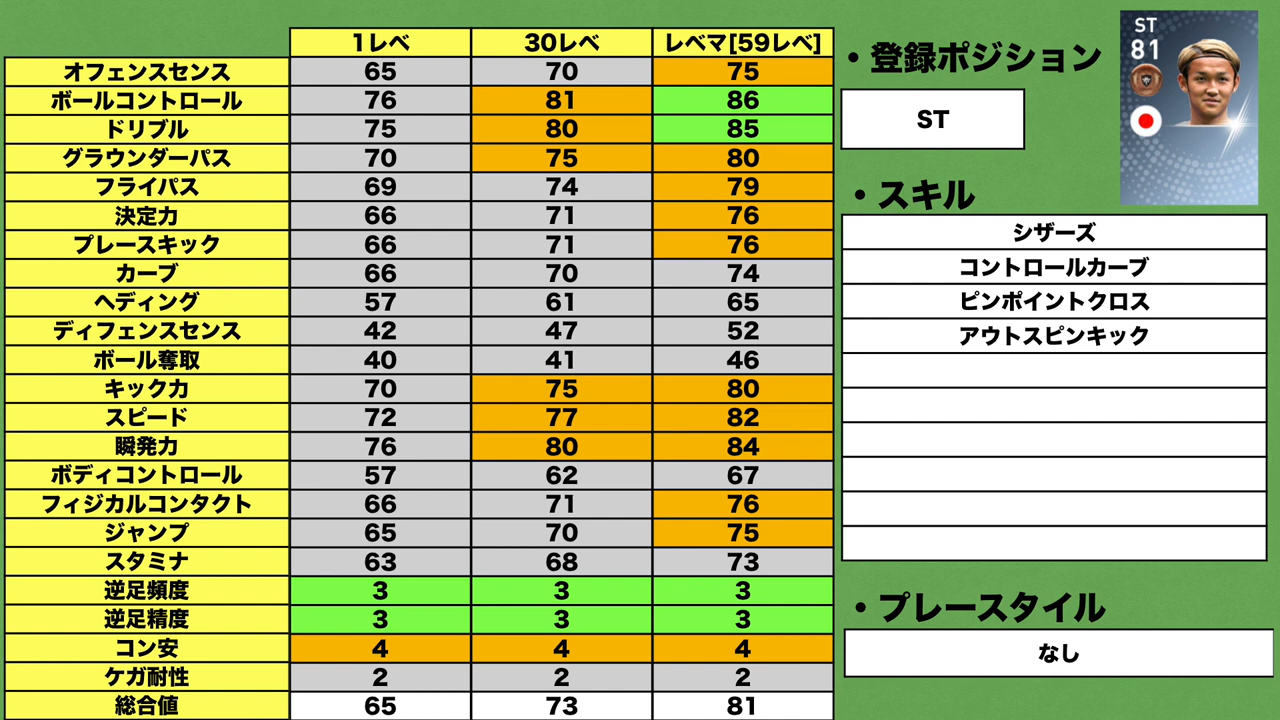 1レベ 30レベ レベマ[59レベ]
オフェンスセンス 65 70 75
ボールコントロール 76 81 86
ドリブル 75 80 85
グラウンダーパス 70 75 80
フライパス 69 74 79
決定力 66 71 76
プレースキック 66 71 76
カーブ 66 70 74
ヘディング 57 61 65
ディフェンスセンス 42 47 52
ボール奪取 40 41 46
キック力 70 75 80
スピード 72 77 82
瞬発力 76 80 84
ボディコントロール 57 62 67
フィジカルコンタクト 66 71 76
ジャンプ 65 70 75
スタミナ 63 68 73
逆足頻度 3 3 3
逆足精度 3 3 3
コン安 4 4 4
ケガ耐性 2 2 2
総合値 65 73 81
・登録ポジション
ST
ST
81
・スキル
シザーズ
コントロールカーブ
ピンポイントクロス
アウトスピンキック
・プレースタイル
なし